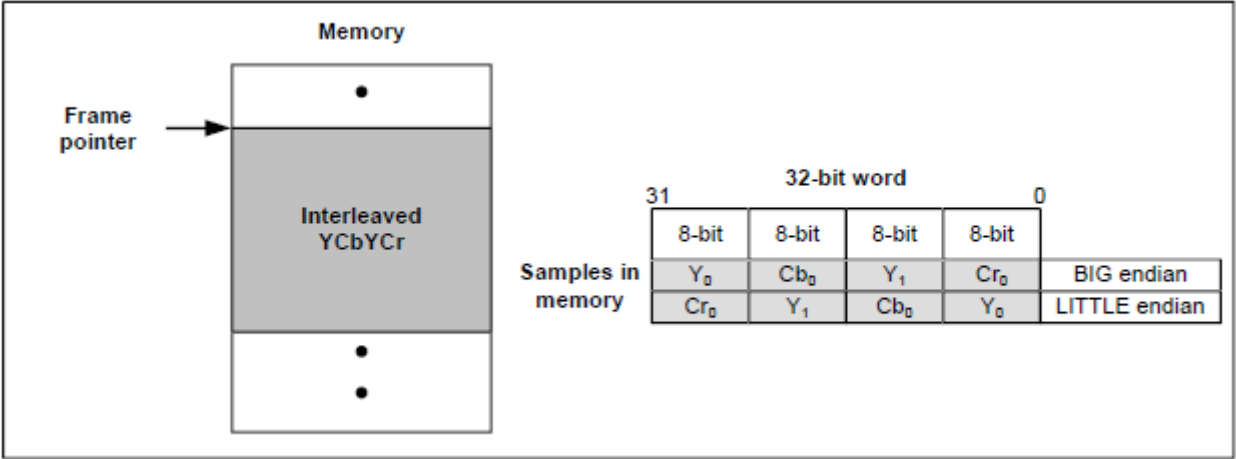 Memory
Frame
pointer
Interleaved
YCbYCr
32-bit word
31 0
8-bit 8-bit 8-bit 8-bit
Samples in
memory
Y₀ Cb₀ Y₁ Cr₀ BIG endian
Cr₀ Y₁ Cb₀ Y₀ LITTLE endian